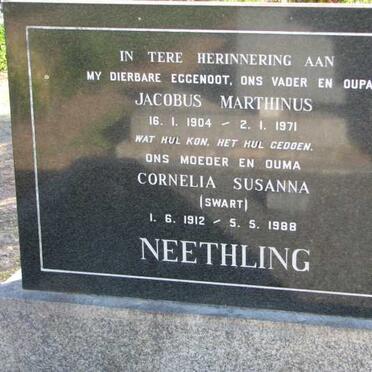 IN TERE HERINNERING AAN
MY DIERBARE EGGENOOT, ONS VADER EN OUPA
JACOBUS MARTHINUS
16. 1. 1904 - 2. 1. 1971
WAT HUL KON, HET HUL GEDOEN.
ONS MOEDER EN OUMA
CORNELIA SUSANNA
(SWART)
1. 6. 1912 - 5. 5. 1988
NEETHLING